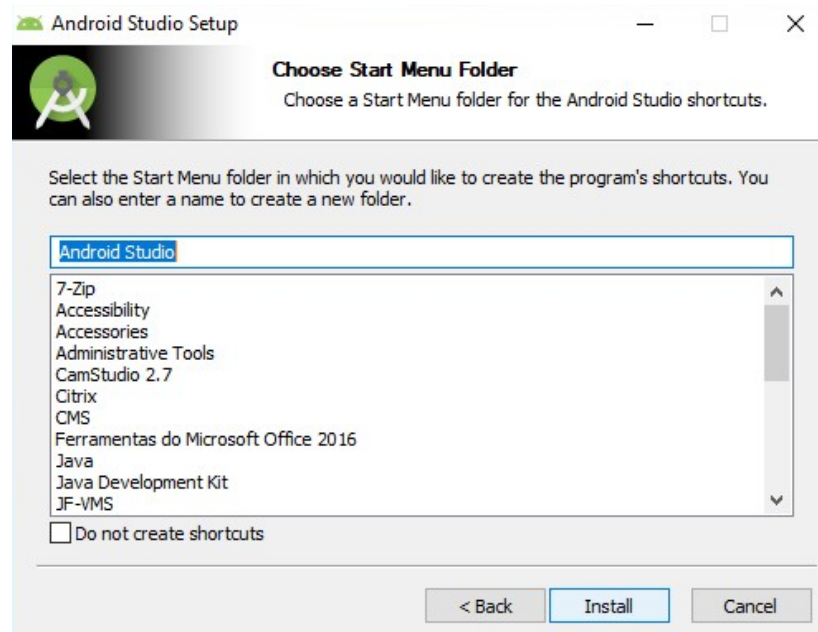 Android Studio Setup
Choose Start Menu Folder
Choose a Start Menu folder for the Android Studio shortcuts.
Select the Start Menu folder in which you would like to create the program's shortcuts. You
can also enter a name to create a new folder.
Android Studio
7-Zip
Accessibility
Accessories
Administrative Tools
CamStudio 2.7
Citrix
CMS
Ferramentas do Microsoft Office 2016
Java
Java Development Kit
JF-VMS
Do not create shortcuts
< Back Install Cancel